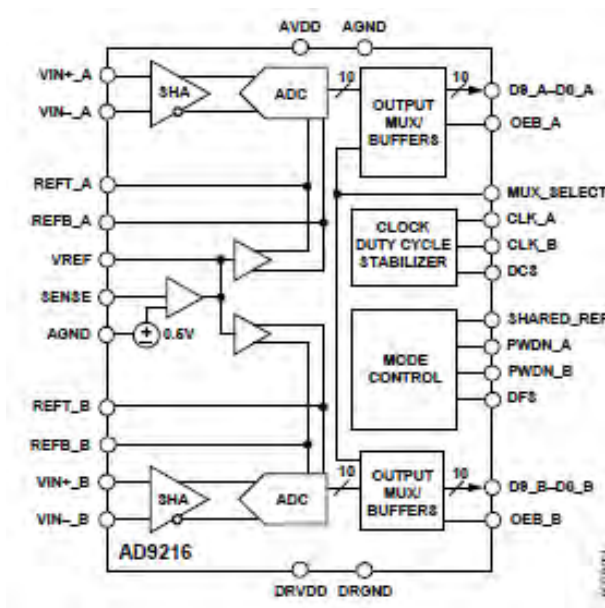 AVDD AGND
VIN+_A
SHA
ADC
10
OUTPUT
MUX/
BUFFERS
10
D9_A–D0_A
VIN–_A
OEB_A
REFT_A
MUX_SELECT
REFB_A
CLOCK
DUTY CYCLE
STABILIZER
CLK_A
VREF
CLK_B
DCS
SENSE
AGND
0.5V
SHARED_REF
MODE
CONTROL
PWDN_A
PWDN_B
REFT_B
DFS
REFB_B
VIN+_B
SHA
ADC
10
OUTPUT
MUX/
BUFFERS
10
D9_B–D0_B
VIN–_B
OEB_B
AD9216
DRVDD DRGND